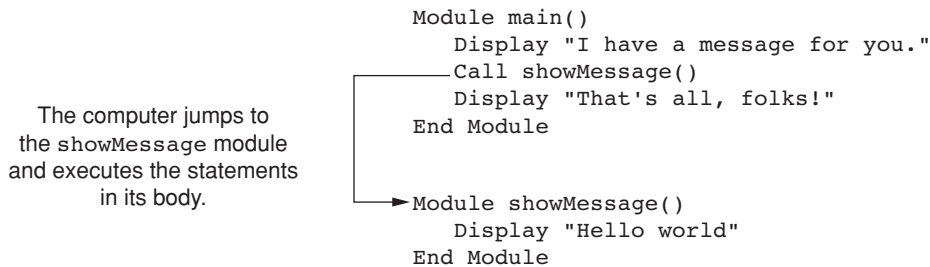 Module main()
Display "I have a message for you."
Call showMessage()
Display "That's all, folks!"
End Module
The computer jumps to
the showMessage module
and executes the statements
in its body.
Module showMessage()
Display "Hello world"
End Module